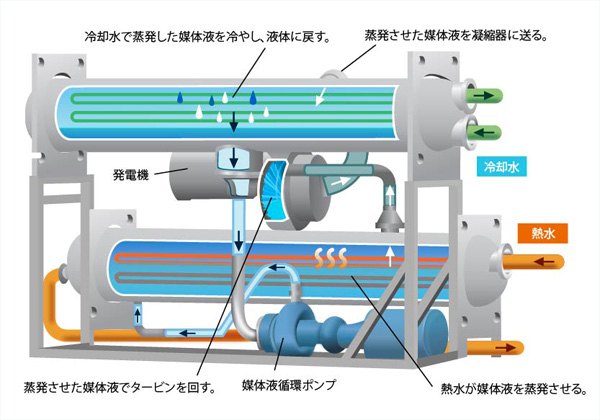 冷却水で蒸発した媒体液を冷やし、液体に戻す。
蒸発させた媒体液を凝縮器に送る。
発電機
冷却水
熱水
蒸発させた媒体液でタービンを回す。
媒体液循環ポンプ
熱水が媒体液を蒸発させる。